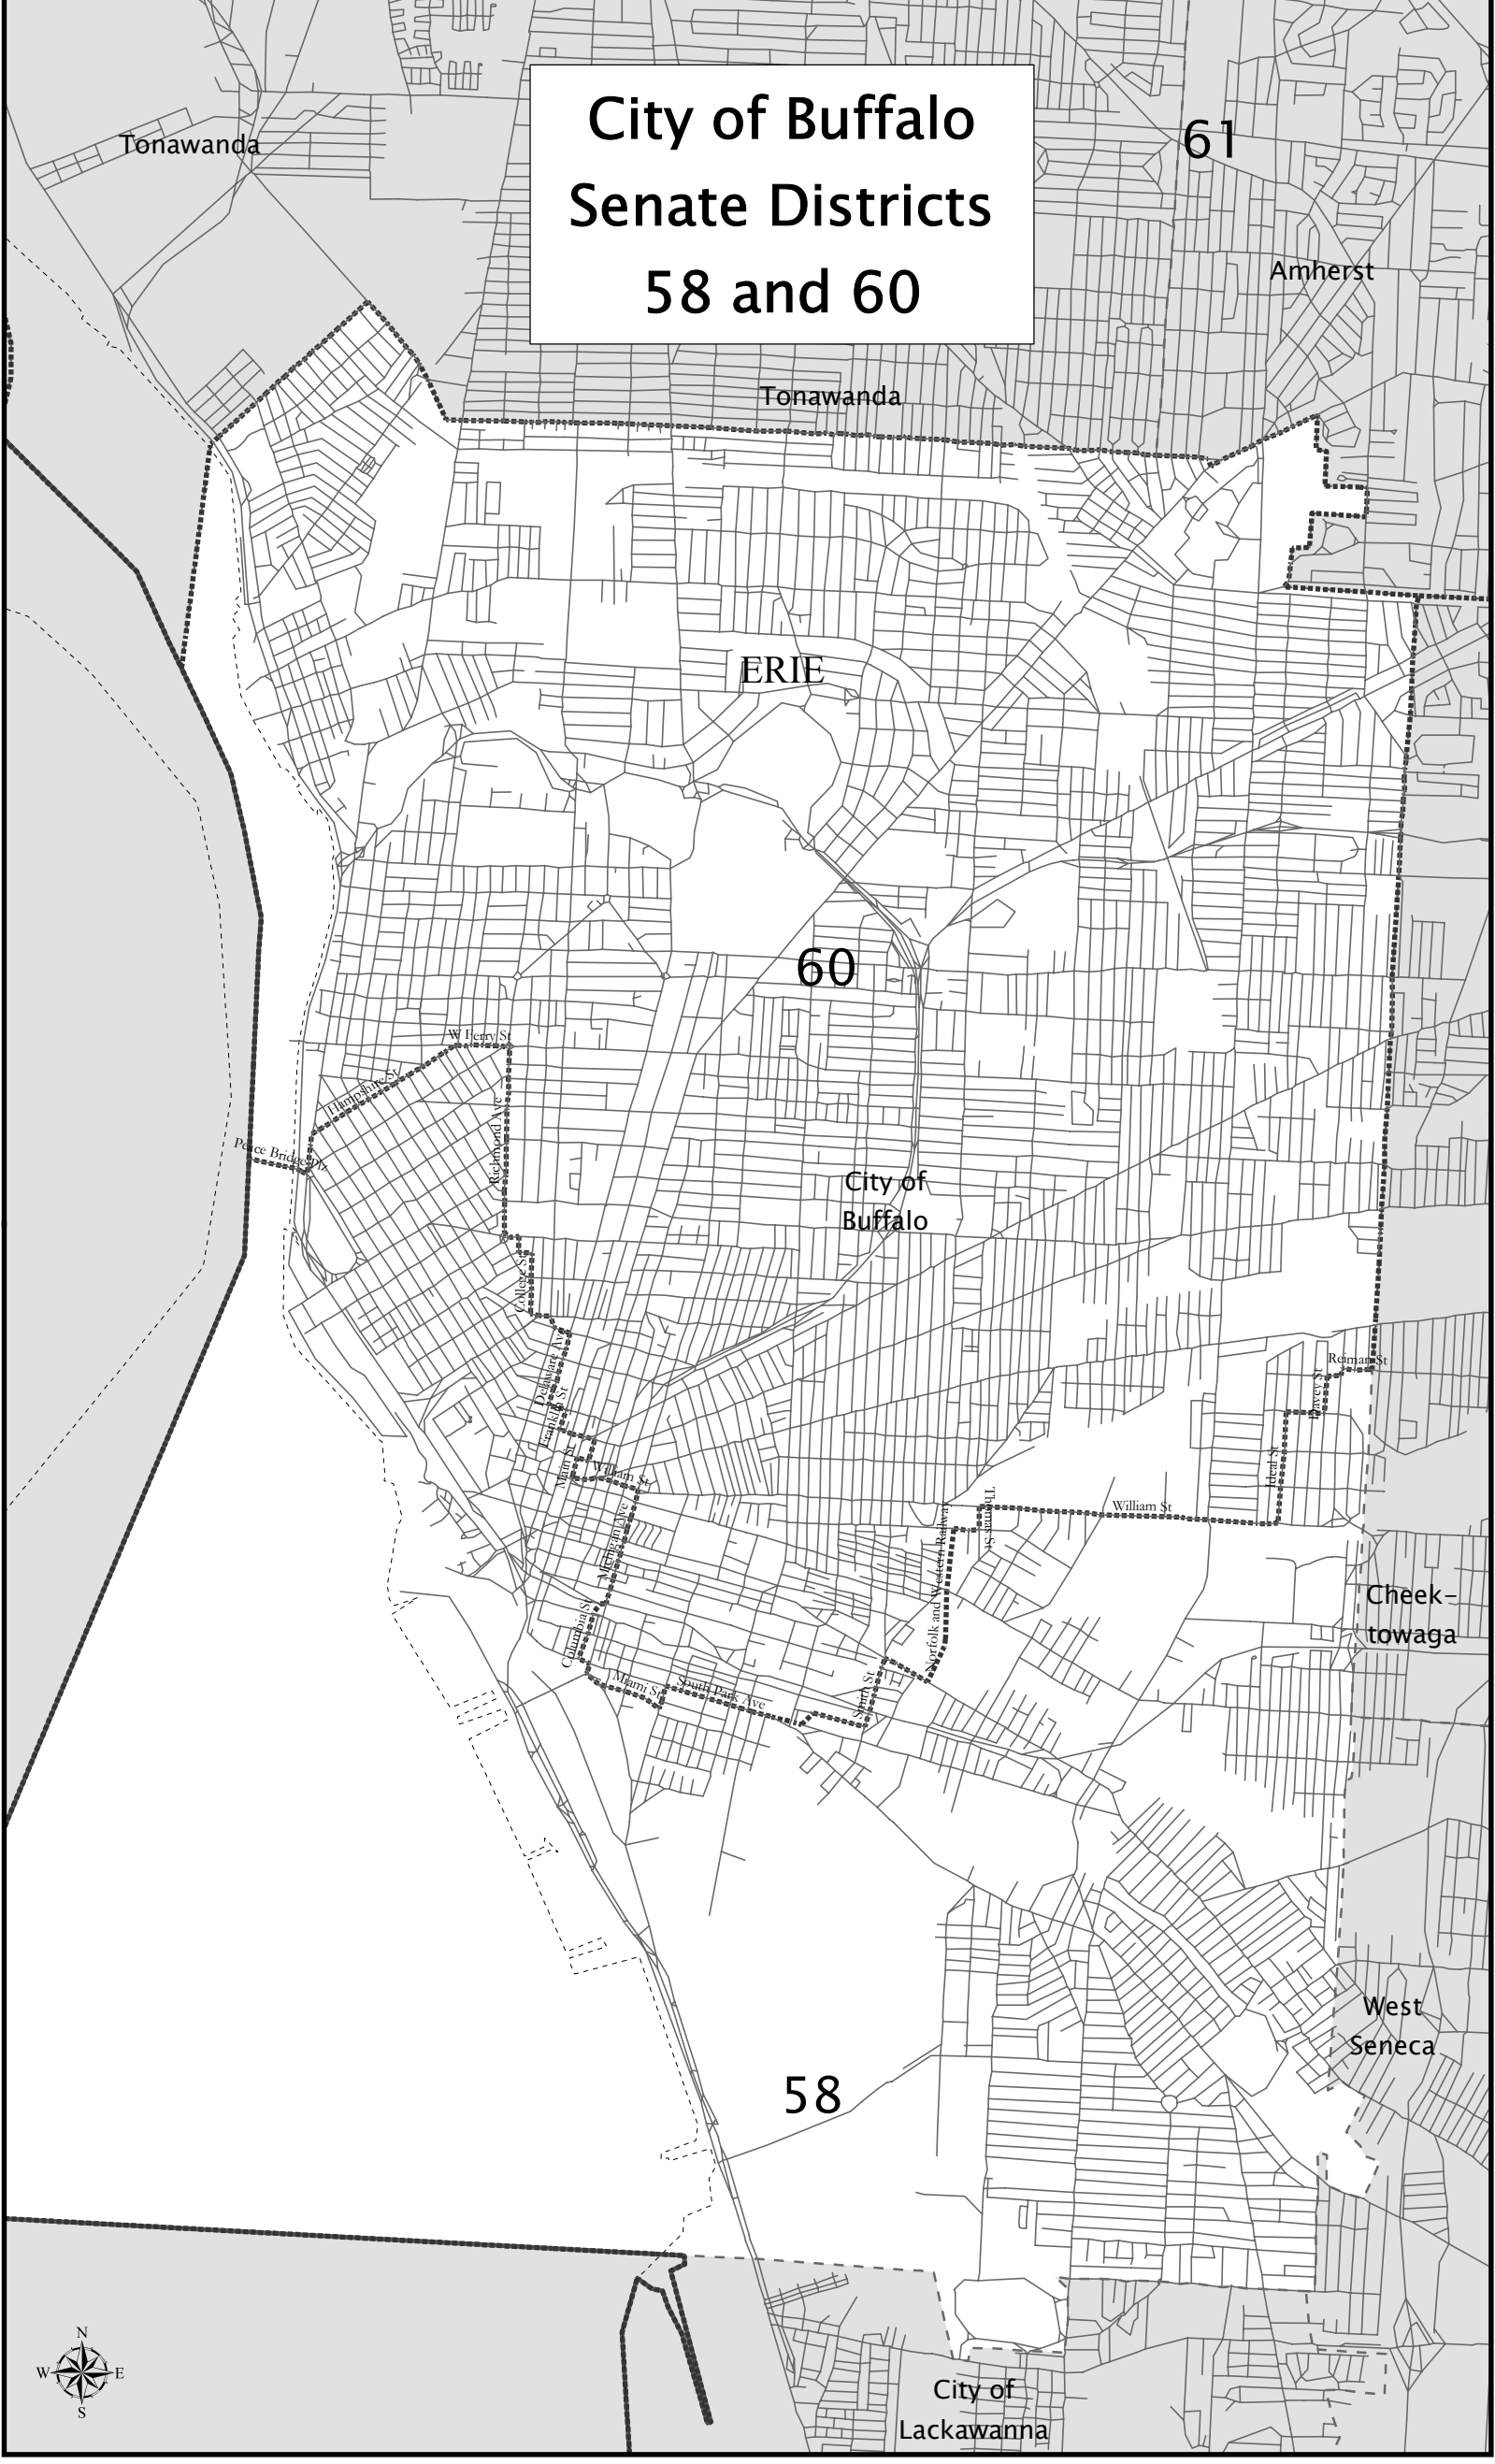 City of Buffalo
Senate Districts
58 and 60
61
Tonawanda
Amherst
Tonawanda
ERIE
60
W Ferry St
Hampshire St
Richmond Ave
Peace Bridge Plz
City of
Buffalo
College St
Delaware Ave
Franklin St
Reiman St
Davey St
Ideal St
Main St
William St
Michigan Ave
Thomas St
William St
Norfolk and Western Railway
Cheek-
towaga
Columbia St
Miami St
South Park Ave
Smith St
West
Seneca
58
N
W E
S
City of
Lackawanna